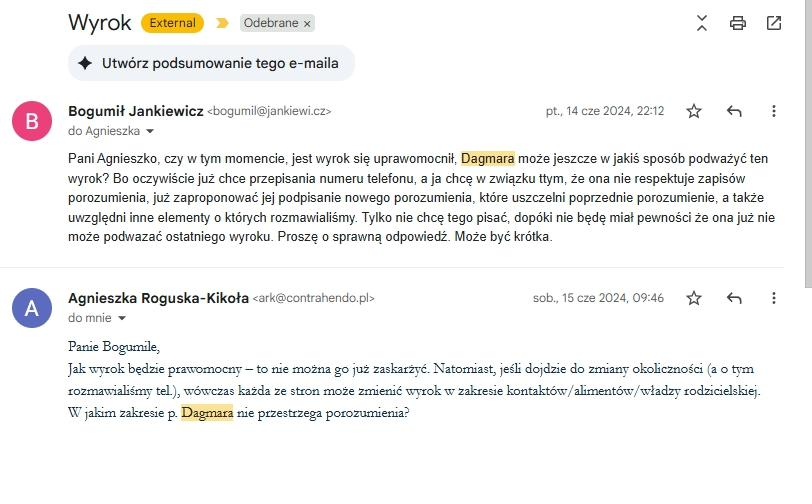 Wyrok External Odebrane ×
Utwórz podsumowanie tego e-maila
B
Bogumił Jankiewicz <bogumil@jankiewi.cz> pt., 14 cze 2024, 22:12
do Agnieszka
Pani Agnieszko, czy w tym momencie, jest wyrok się uprawomocnił, Dagmara może jeszcze w jakiś sposób podważyć ten
wyrok? Bo oczywiście już chce przepisania numeru telefonu, a ja chcę w związku ttym, że ona nie respektuje zapisów
porozumienia, już zaproponować jej podpisanie nowego porozumienia, które uszczelni poprzednie porozumienie, a także
uwzględni inne elementy o których rozmawialiśmy. Tylko nie chcę tego pisać, dopóki nie będę miał pewności że ona już nie
może podwazać ostatniego wyroku. Proszę o sprawną odpowiedź. Może być krótka.
A
Agnieszka Roguska-Kikoła <ark@contrahendo.pl> sob., 15 cze 2024, 09:46
do mnie
Panie Bogumile,
Jak wyrok będzie prawomocny – to nie można go już zaskarżyć. Natomiast, jeśli dojdzie do zmiany okoliczności (a o tym
rozmawialiśmy tel.), wówczas każda ze stron może zmienić wyrok w zakresie kontaktów/alimentów/władzy rodzicielskiej.
W jakim zakresie p. Dagmara nie przestrzega porozumienia?